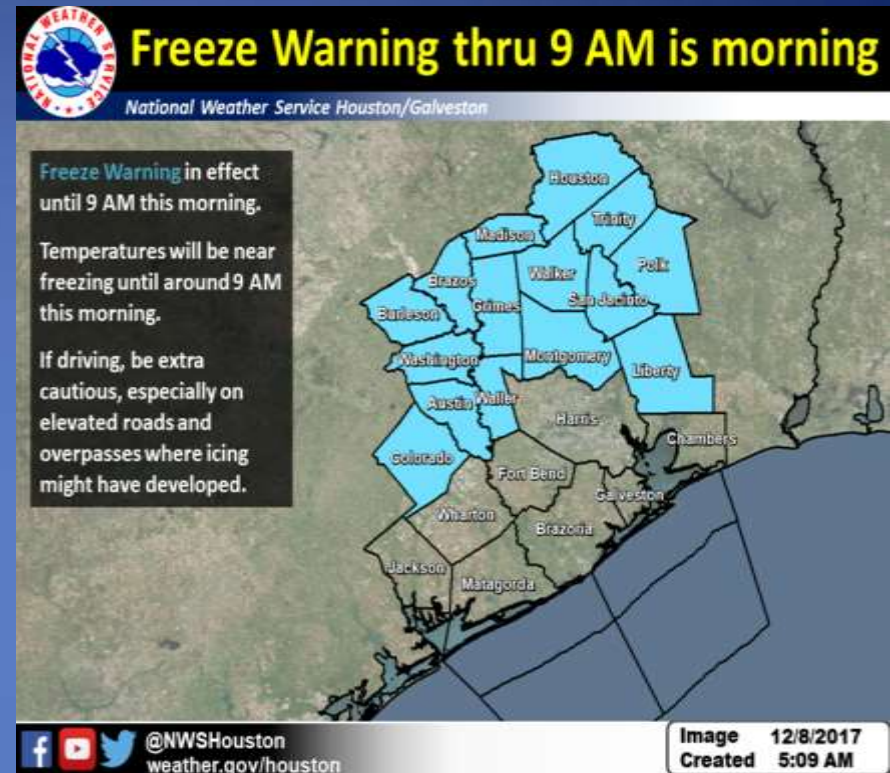 NATIONAL WEATHER SERVICE
Freeze Warning thru 9 AM is morning
National Weather Service Houston/Galveston
Freeze Warning in effect
until 9 AM this morning.
Temperatures will be near
freezing until around 9 AM
this morning.
If driving, be extra
cautious, especially on
elevated roads and
overpasses where icing
might have developed.
Houston
Trinity
Madison
Polk
Brazos
Walker
Grimes
San Jacinto
Burleson
Washington
Montgomery
Liberty
Austin
Waller
Harris
Chambers
Colorado
Fort Bend
Galveston
Wharton
Brazoria
Jackson
Matagorda
@NWSHouston
weather.gov/houston
Image 12/8/2017
Created 5:09 AM